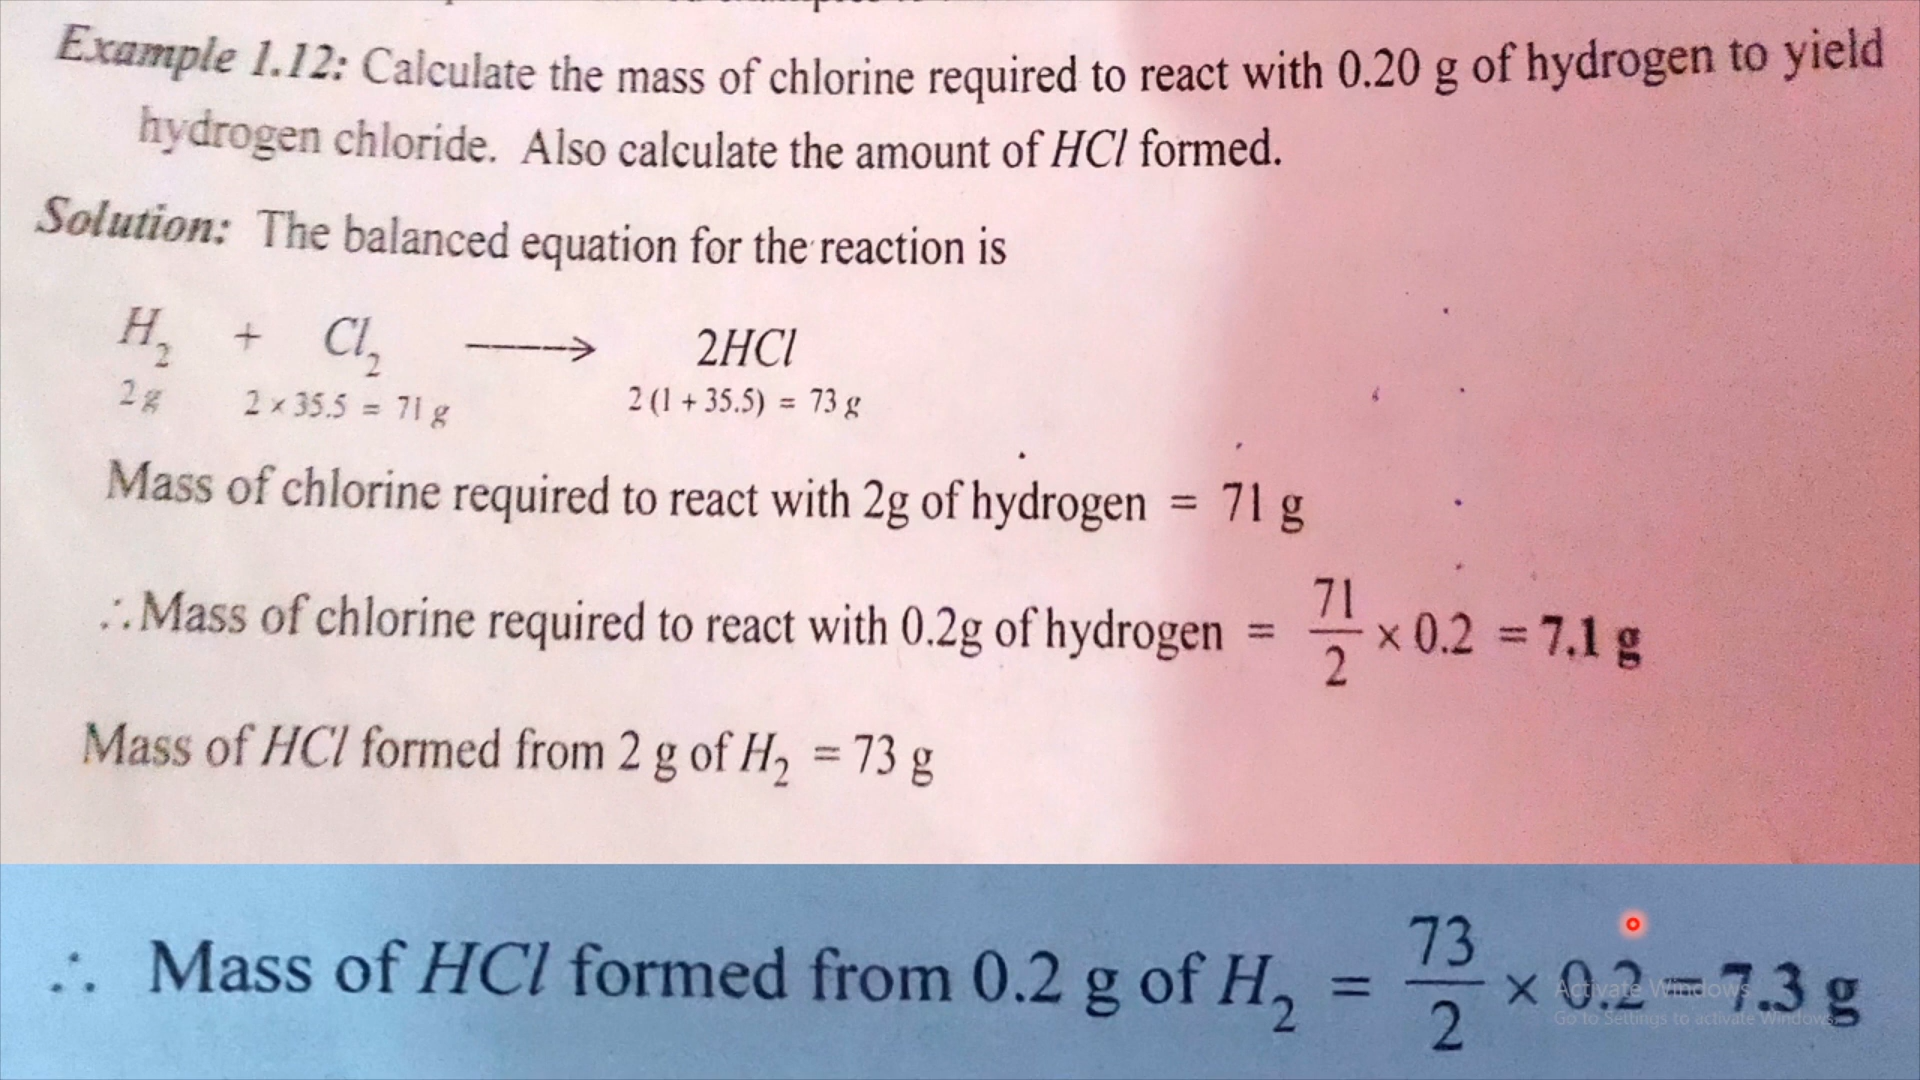 Example 1.12: Calculate the mass of chlorine required to react with 0.20 g of hydrogen to yield
hydrogen chloride. Also calculate the amount of HCl formed.
Solution: The balanced equation for the reaction is
H₂ + Cl₂ ⟶ 2HCl
2 g 2 × 35.5 = 71 g 2 (1 + 35.5) = 73 g
Mass of chlorine required to react with 2g of hydrogen = 71 g
∴ Mass of chlorine required to react with 0.2g of hydrogen = 71/2 × 0.2 = 7.1 g
Mass of HCl formed from 2 g of H₂ = 73 g
∴ Mass of HCl formed from 0.2 g of H₂ = 73/2 × 0.2 = 7.3 g
Activate Windows
Go to Settings to activate Windows.